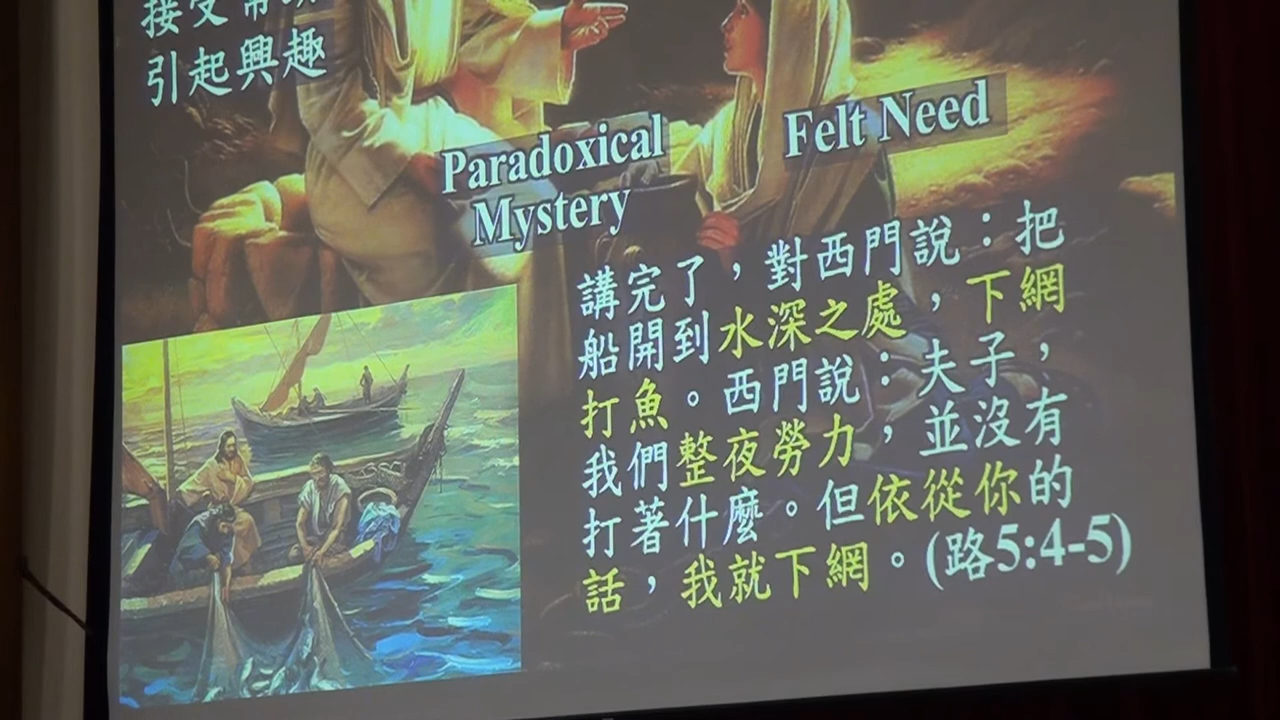 接受
引起興趣
Paradoxical
Mystery
Felt Need
講完了，對西門說：把
船開到水深之處，下網
打魚。西門說：夫子，
我們整夜勞力，並沒有
打著什麼。但依從你的
話，我就下網。(路5:4-5)